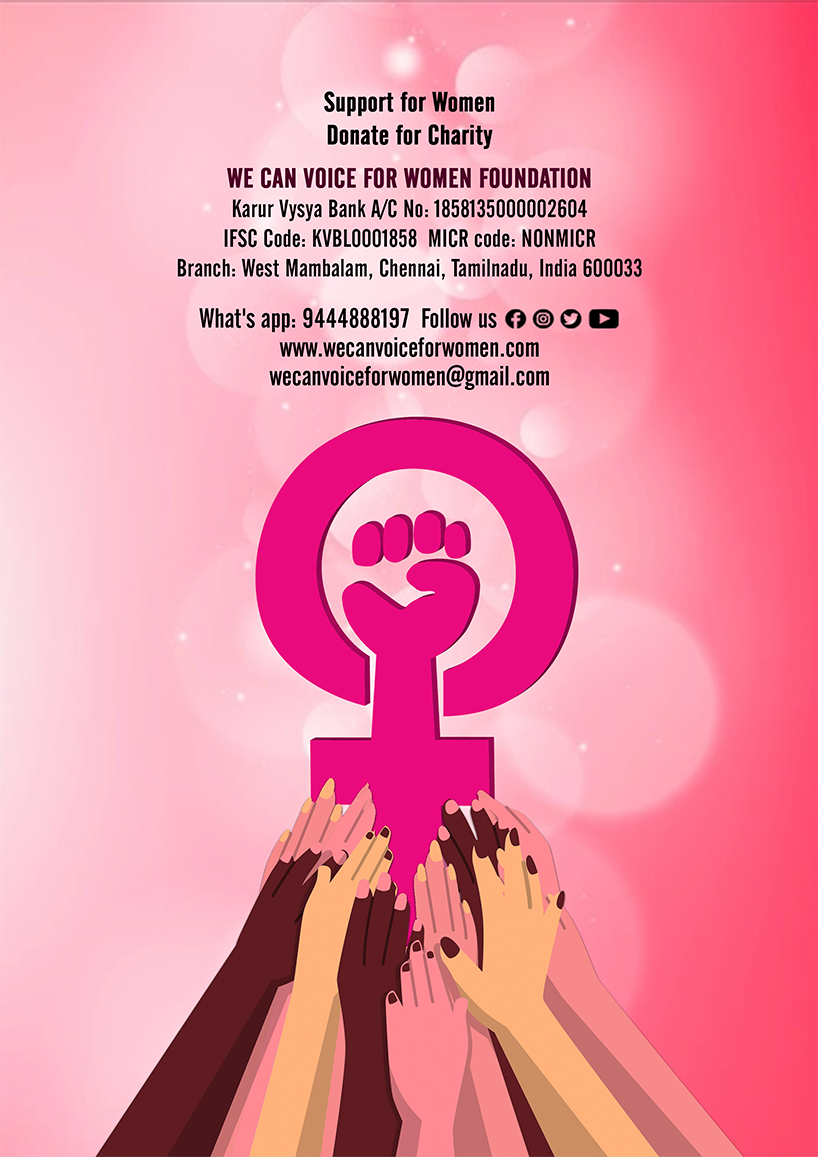 Support for Women
Donate for Charity
WE CAN VOICE FOR WOMEN FOUNDATION
Karur Vysya Bank A/C No: 1858135000002604
IFSC Code: KVBL0001858 MICR code: NONMICR
Branch: West Mambalam, Chennai, Tamilnadu, India 600033
What's app: 9444888197 Follow us
www.wecanvoiceforwomen.com
wecanvoiceforwomen@gmail.com